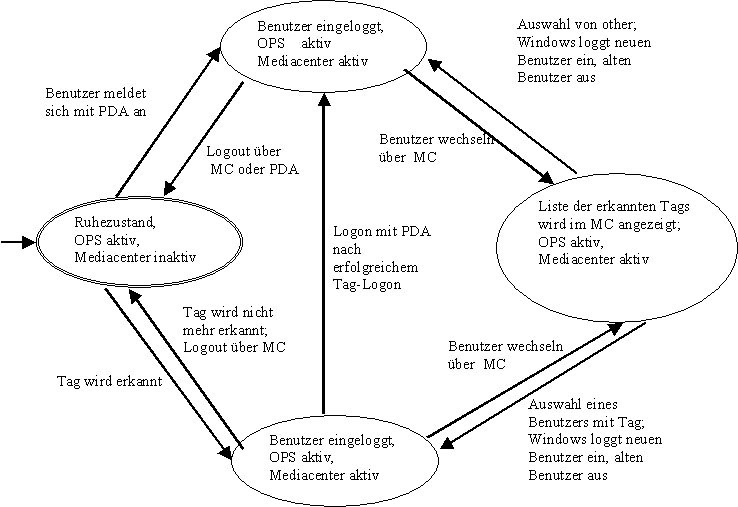 Benutzer eingeloggt,
OPS aktiv
Mediacenter aktiv
Auswahl von other;
Windows loggt neuen
Benutzer ein, alten
Benutzer aus
Benutzer meldet
sich mit PDA an
Logout über
MC oder PDA
Benutzer wechseln
über MC
Ruhezustand,
OPS aktiv,
Mediacenter inaktiv
Logon mit PDA
nach
erfolgreichem
Tag-Logon
Liste der erkannten Tags
wird im MC angezeigt;
OPS aktiv,
Mediacenter aktiv
Tag wird nicht
mehr erkannt;
Logout über MC
Tag wird erkannt
Benutzer wechseln
über MC
Benutzer eingeloggt,
OPS aktiv,
Mediacenter aktiv
Auswahl eines
Benutzers mit Tag;
Windows loggt neuen
Benutzer ein, alten
Benutzer aus